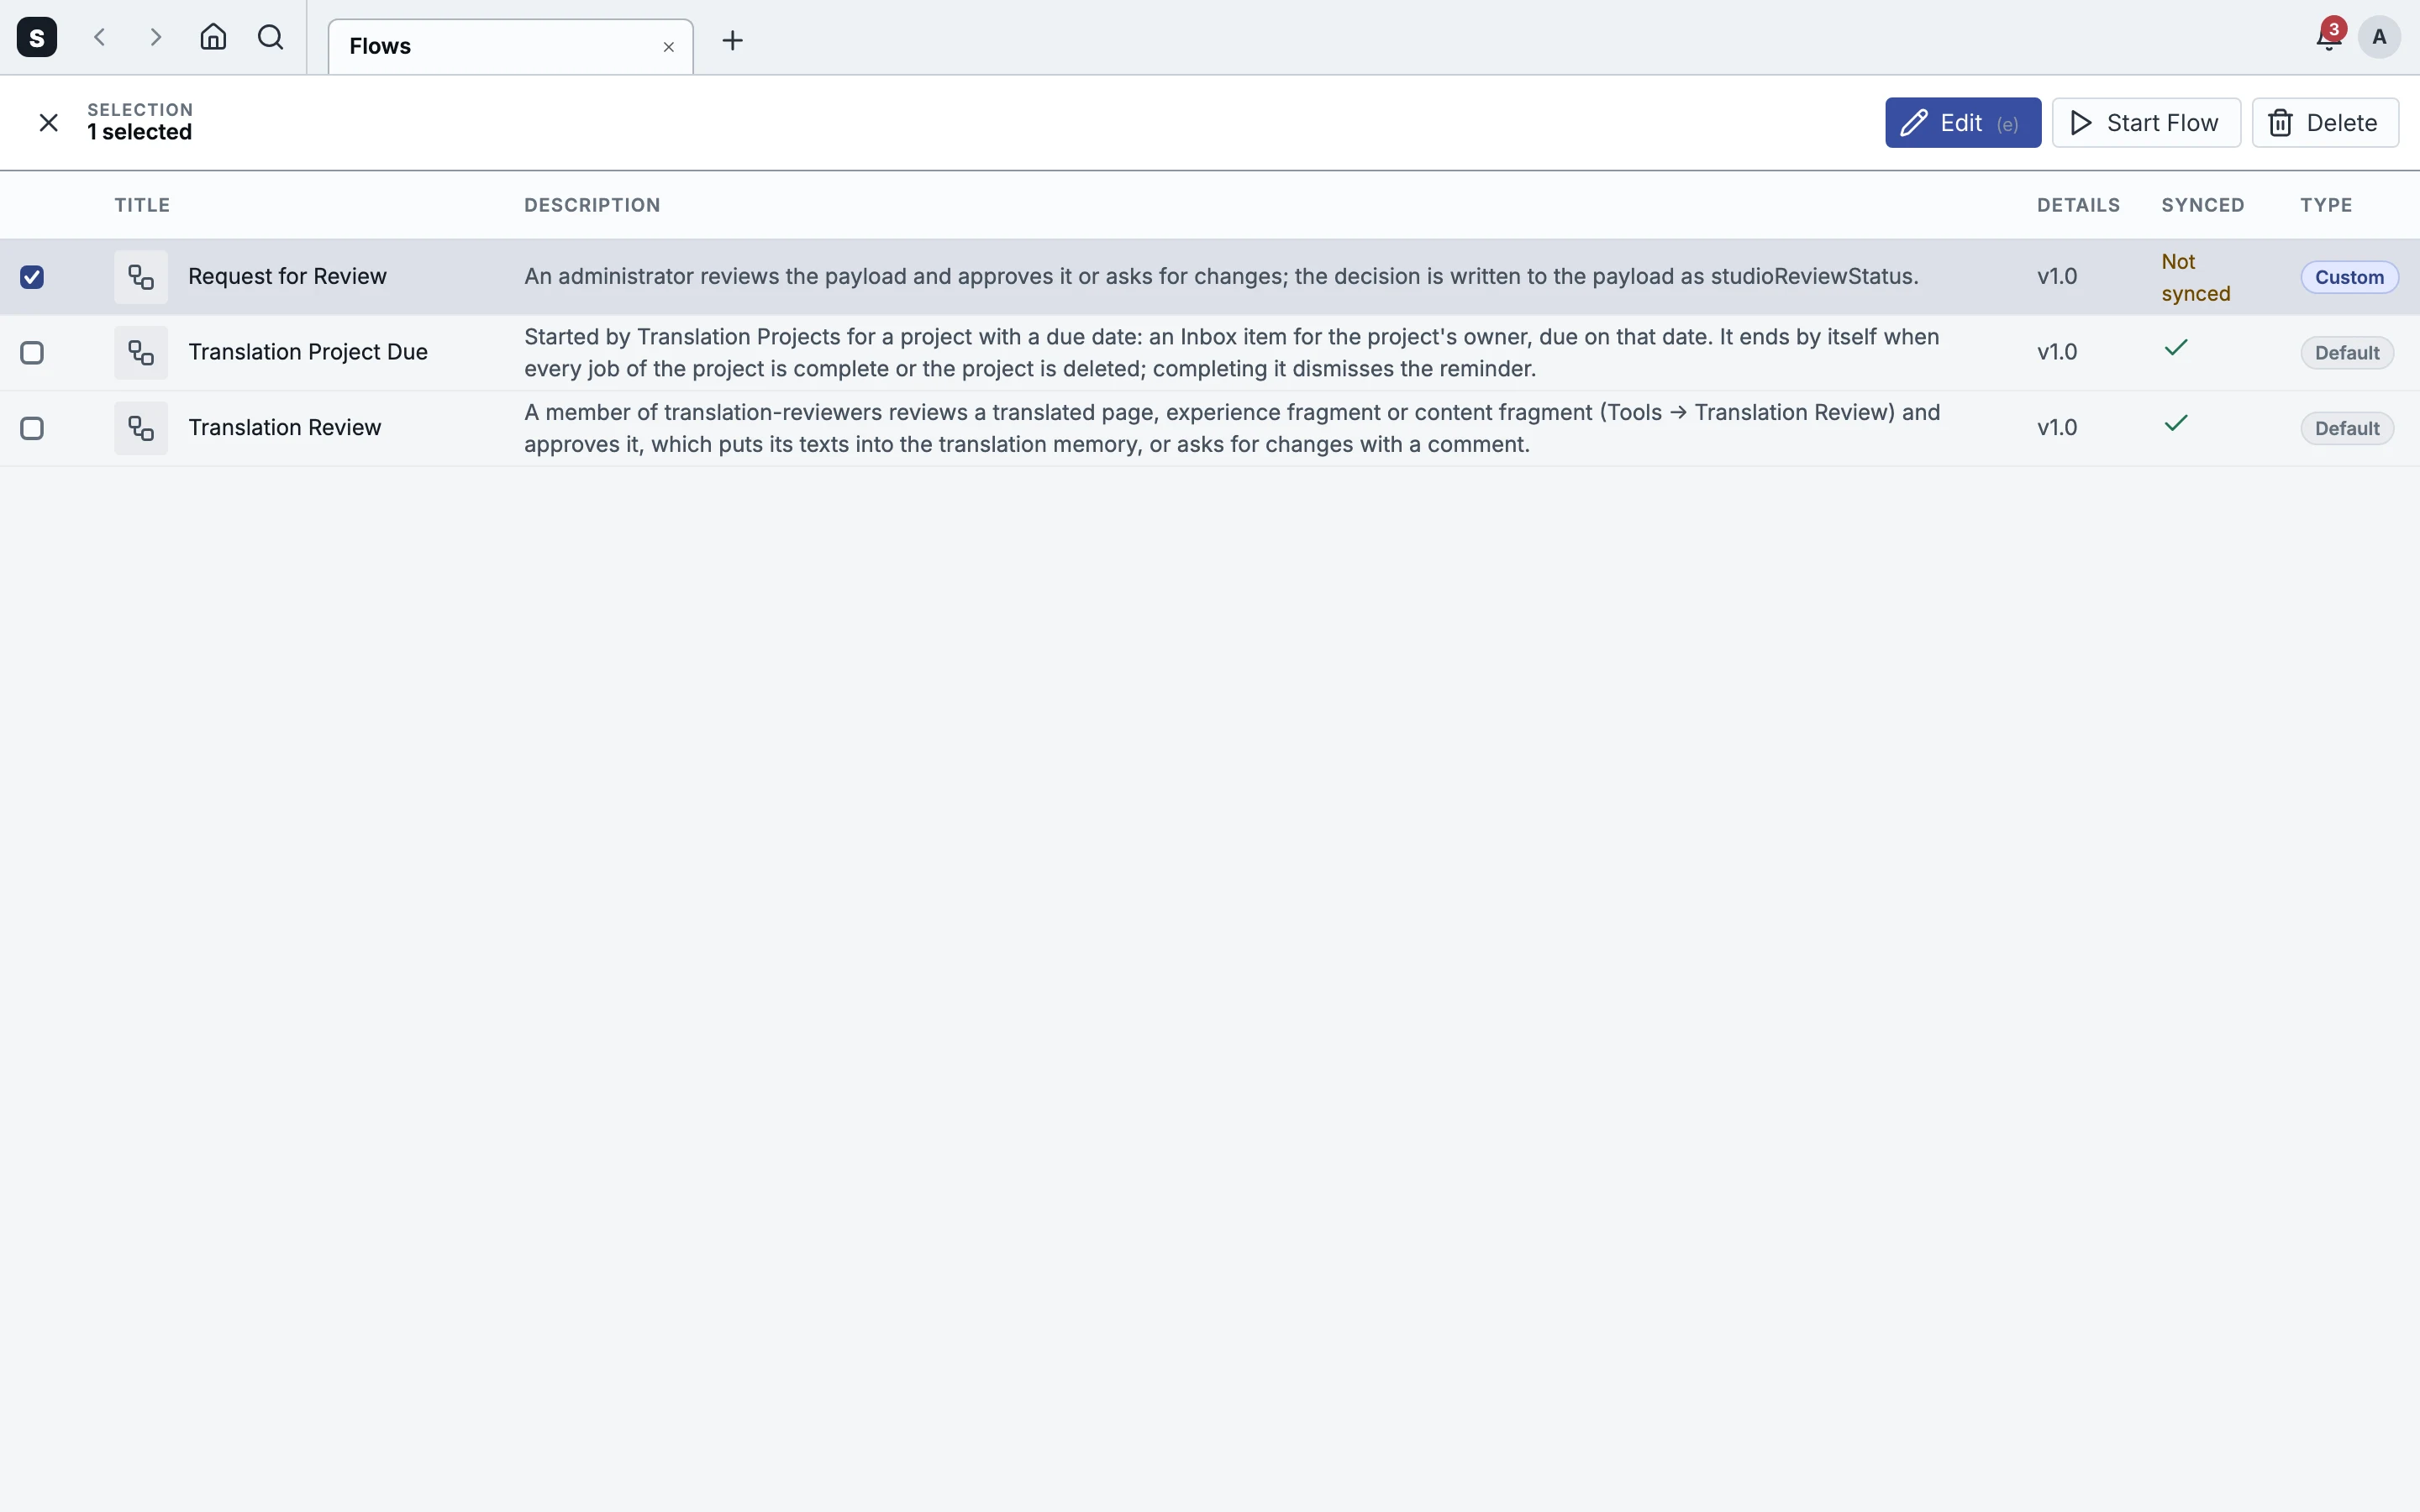 S
Flows
3
A
SELECTION
1 selected
Edit (e)
Start Flow
Delete
TITLE DESCRIPTION DETAILS SYNCED TYPE
Request for Review An administrator reviews the payload and approves it or asks for changes; the decision is written to the payload as studioReviewStatus. v1.0 Not synced Custom
Translation Project Due Started by Translation Projects for a project with a due date: an Inbox item for the project's owner, due on that date. It ends by itself when
every job of the project is complete or the project is deleted; completing it dismisses the reminder. v1.0 Default
Translation Review A member of translation-reviewers reviews a translated page, experience fragment or content fragment (Tools → Translation Review) and
approves it, which puts its texts into the translation memory, or asks for changes with a comment. v1.0 Default